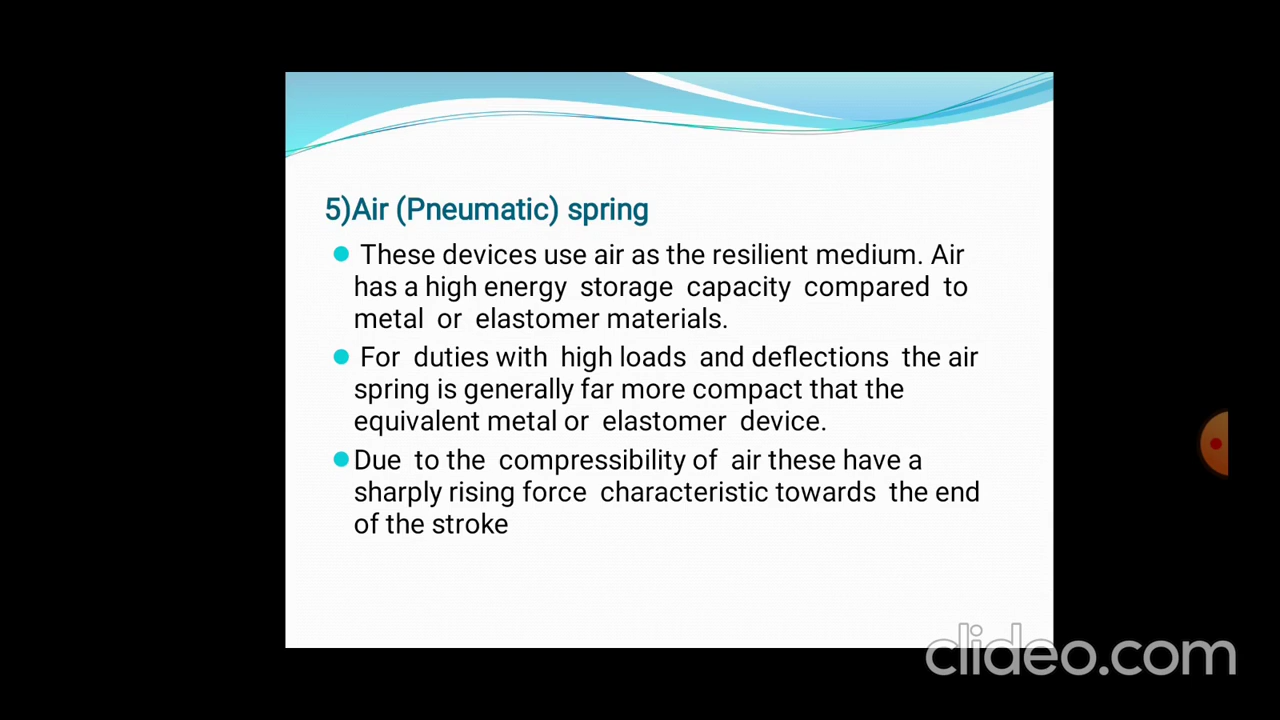 5)Air (Pneumatic) spring
These devices use air as the resilient medium. Air
has a high energy storage capacity compared to
metal or elastomer materials.
For duties with high loads and deflections the air
spring is generally far more compact that the
equivalent metal or elastomer device.
Due to the compressibility of air these have a
sharply rising force characteristic towards the end
of the stroke
clideo.com